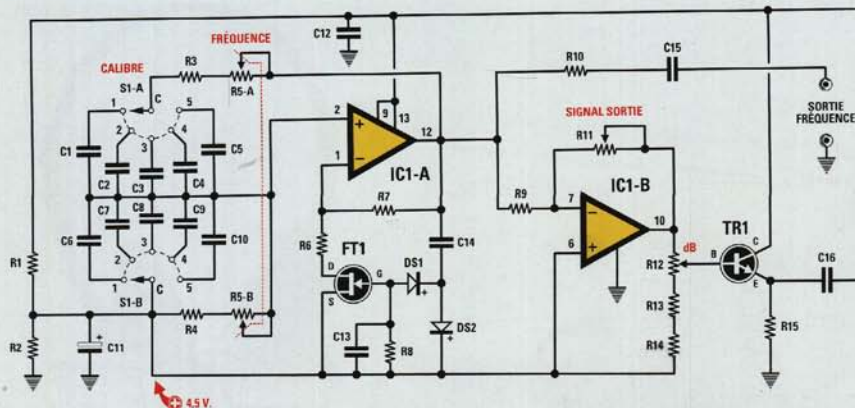 C12
R10
C15
FRÉQUENCE
R3
CALIBRE
R5-A
S1-A
1
C
5
2
4
3
2
9
13
12
SIGNAL SORTIE
R11
SORTIE
FRÉQUENCE
C1
C2
C3
C4
C5
+
1
−
IC1-A
R7
R9
7
−
IC1-B
10
TR1
C7
C8
C9
C6
C10
2
3
4
R6
C14
6
+
dB
R12
B
C
E
C16
R1
1
C
5
S1-B
R5-B
FT1
D
G
S
DS1
+
R13
R4
C13
R8
DS2
+
R14
R15
R2
C11
+ 4,5 V.